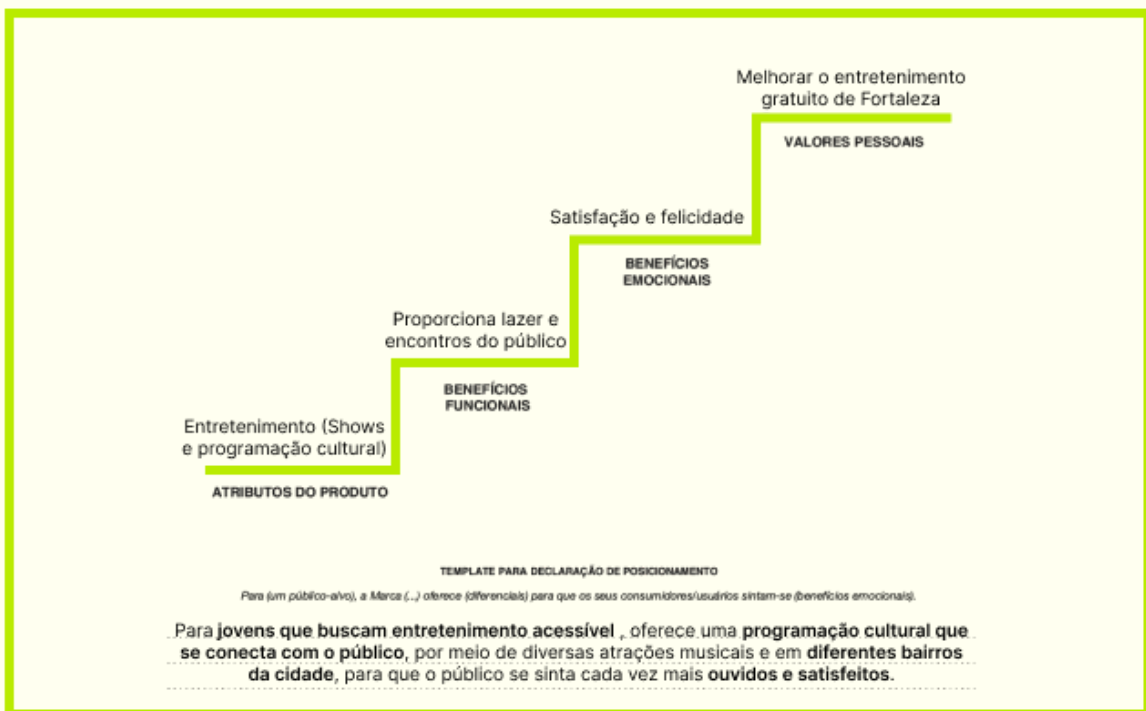 Melhorar o entretenimento
gratuito de Fortaleza
VALORES PESSOAIS
Satisfação e felicidade
BENEFÍCIOS
EMOCIONAIS
Proporciona lazer e
encontros do público
BENEFÍCIOS
FUNCIONAIS
Entretenimento (Shows
e programação cultural)
ATRIBUTOS DO PRODUTO
TEMPLATE PARA DECLARAÇÃO DE POSICIONAMENTO
Para (um público-alvo), a Marca (...) oferece (diferenciais) para que os seus consumidores/usuários sintam-se (benefícios emocionais).
Para jovens que buscam entretenimento acessível , oferece uma programação cultural que
se conecta com o público, por meio de diversas atrações musicais e em diferentes bairros
da cidade, para que o público se sinta cada vez mais ouvidos e satisfeitos.